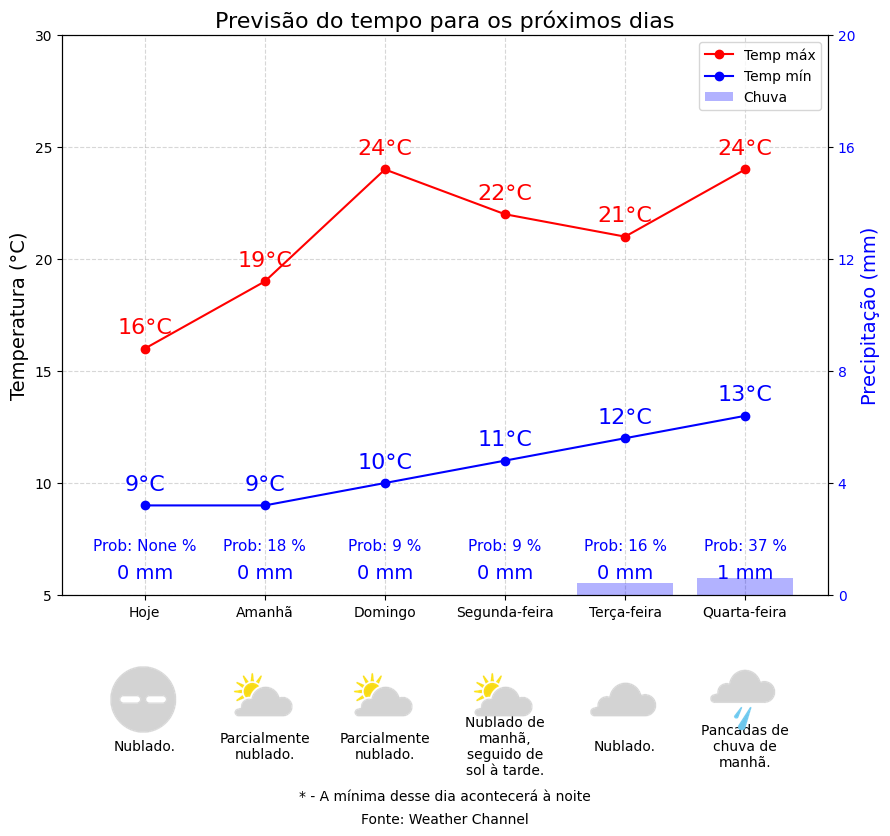 Previsão do tempo para os próximos dias
30
25
20
15
10
5
Temperatura (°C)
20
16
12
8
4
0
Precipitação (mm)
Temp máx
Temp mín
Chuva
16°C
19°C
24°C
22°C
21°C
24°C
9°C
9°C
10°C
11°C
12°C
13°C
Prob: None %
Prob: 18 %
Prob: 9 %
Prob: 9 %
Prob: 16 %
Prob: 37 %
0 mm
0 mm
0 mm
0 mm
0 mm
1 mm
Hoje
Amanhã
Domingo
Segunda-feira
Terça-feira
Quarta-feira
Nublado.
Parcialmente
nublado.
Parcialmente
nublado.
Nublado de
manhã,
seguido de
sol à tarde.
Nublado.
Pancadas de
chuva de
manhã.
* - A mínima desse dia acontecerá à noite
Fonte: Weather Channel